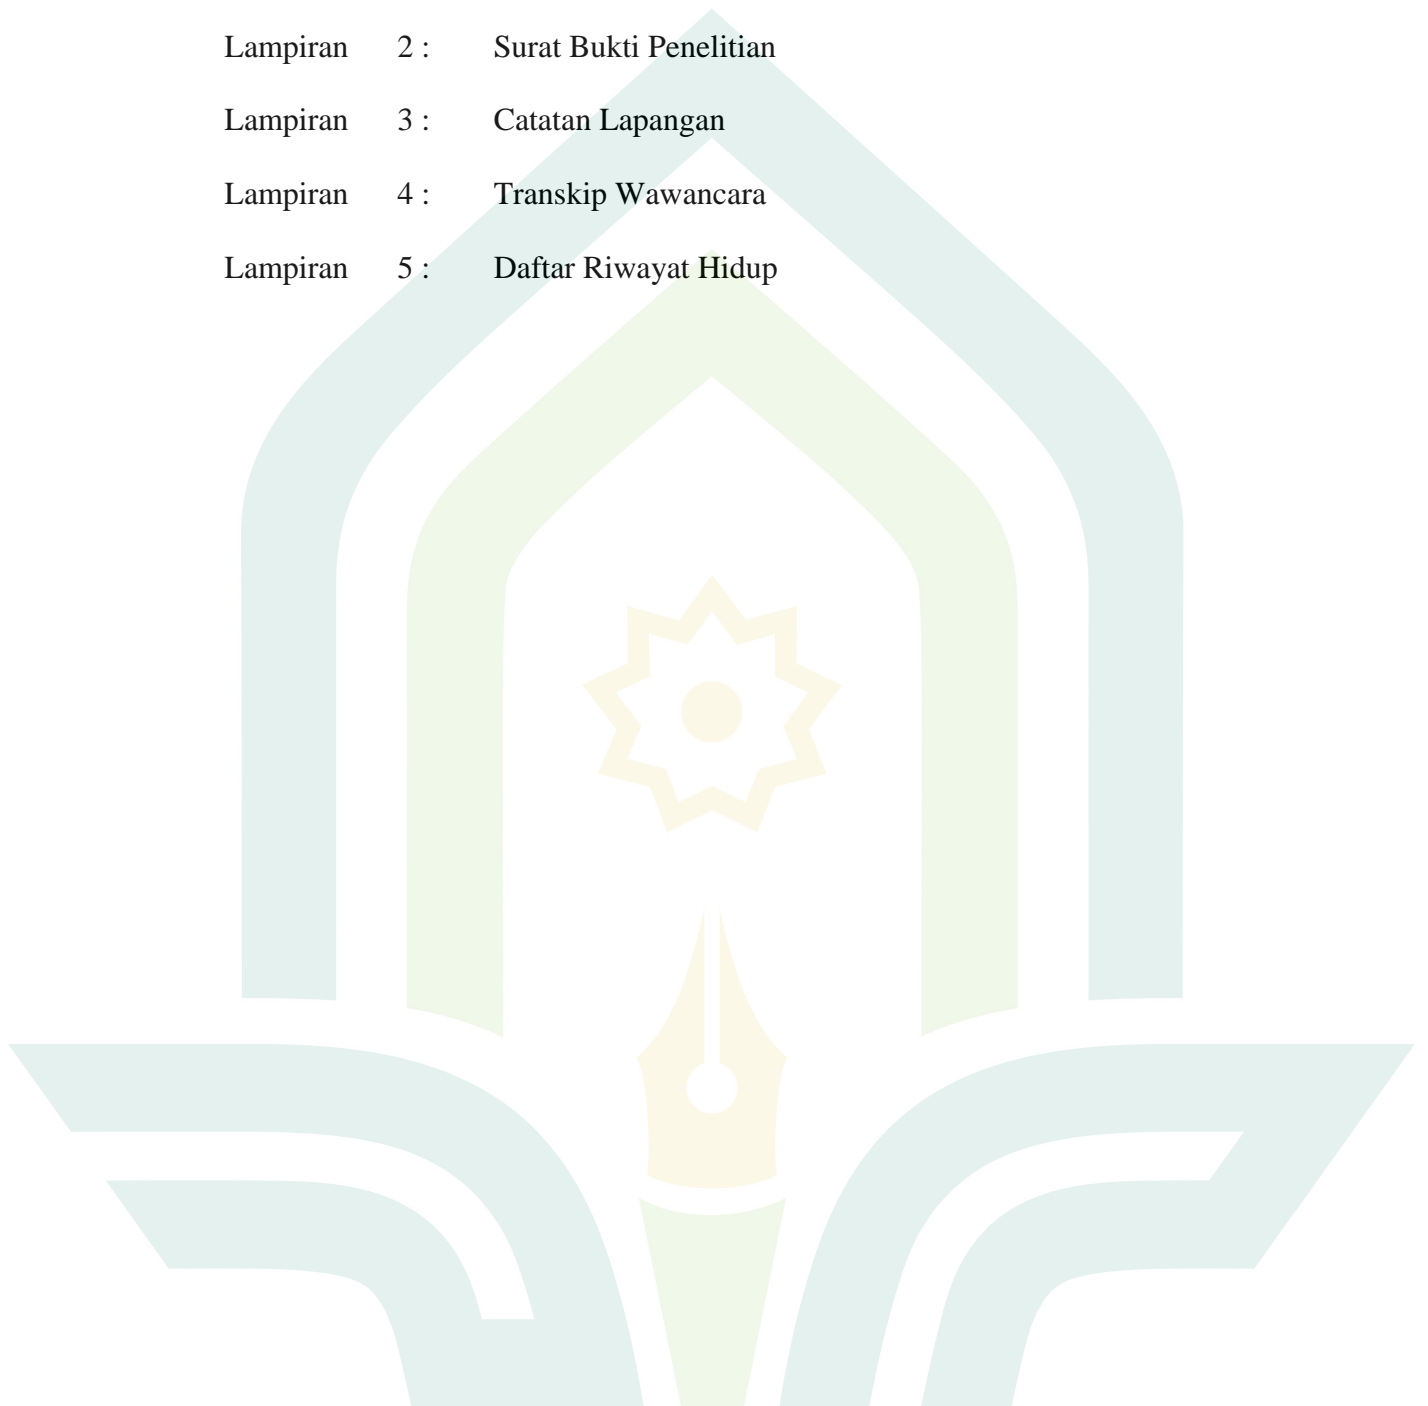 Lampiran 2 : Surat Bukti Penelitian
Lampiran 3 : Catatan Lapangan
Lampiran 4 : Transkip Wawancara
Lampiran 5 : Daftar Riwayat Hidup